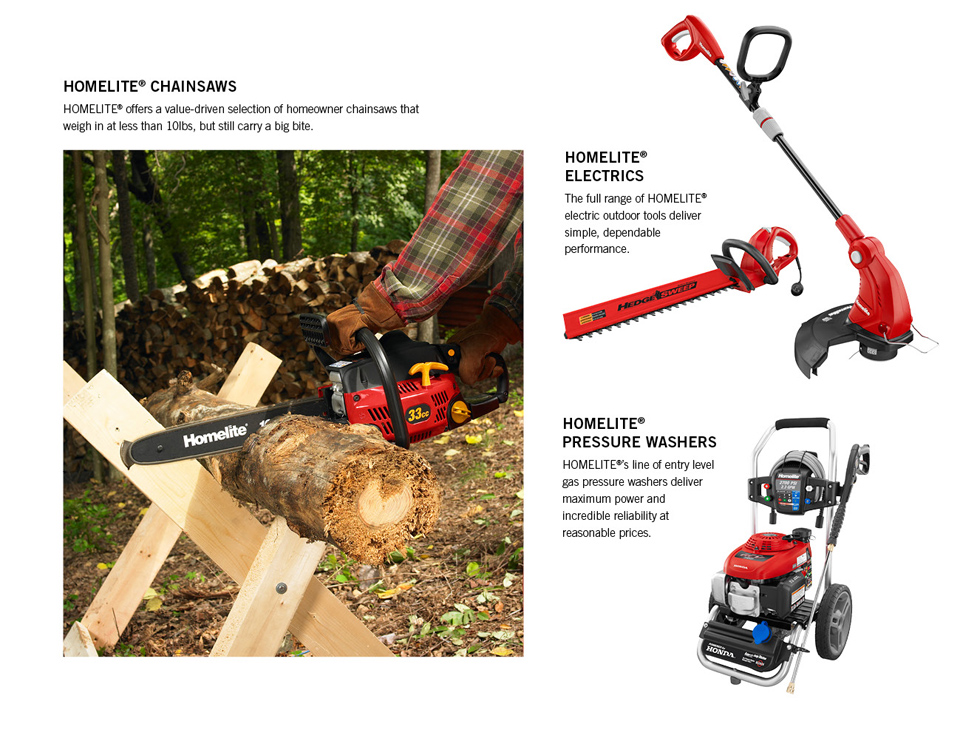 HOMELITE® CHAINSAWS
HOMELITE® offers a value-driven selection of homeowner chainsaws that
weigh in at less than 10lbs, but still carry a big bite.
Homelite®
33cc
HOMELITE®
ELECTRICS
The full range of HOMELITE®
electric outdoor tools deliver
simple, dependable
performance.
HEDGE SWEEP
HOMELITE®
PRESSURE WASHERS
HOMELITE®'s line of entry level
gas pressure washers deliver
maximum power and
incredible reliability at
reasonable prices.
Homelite
2700 PSI
HONDA
HONDA